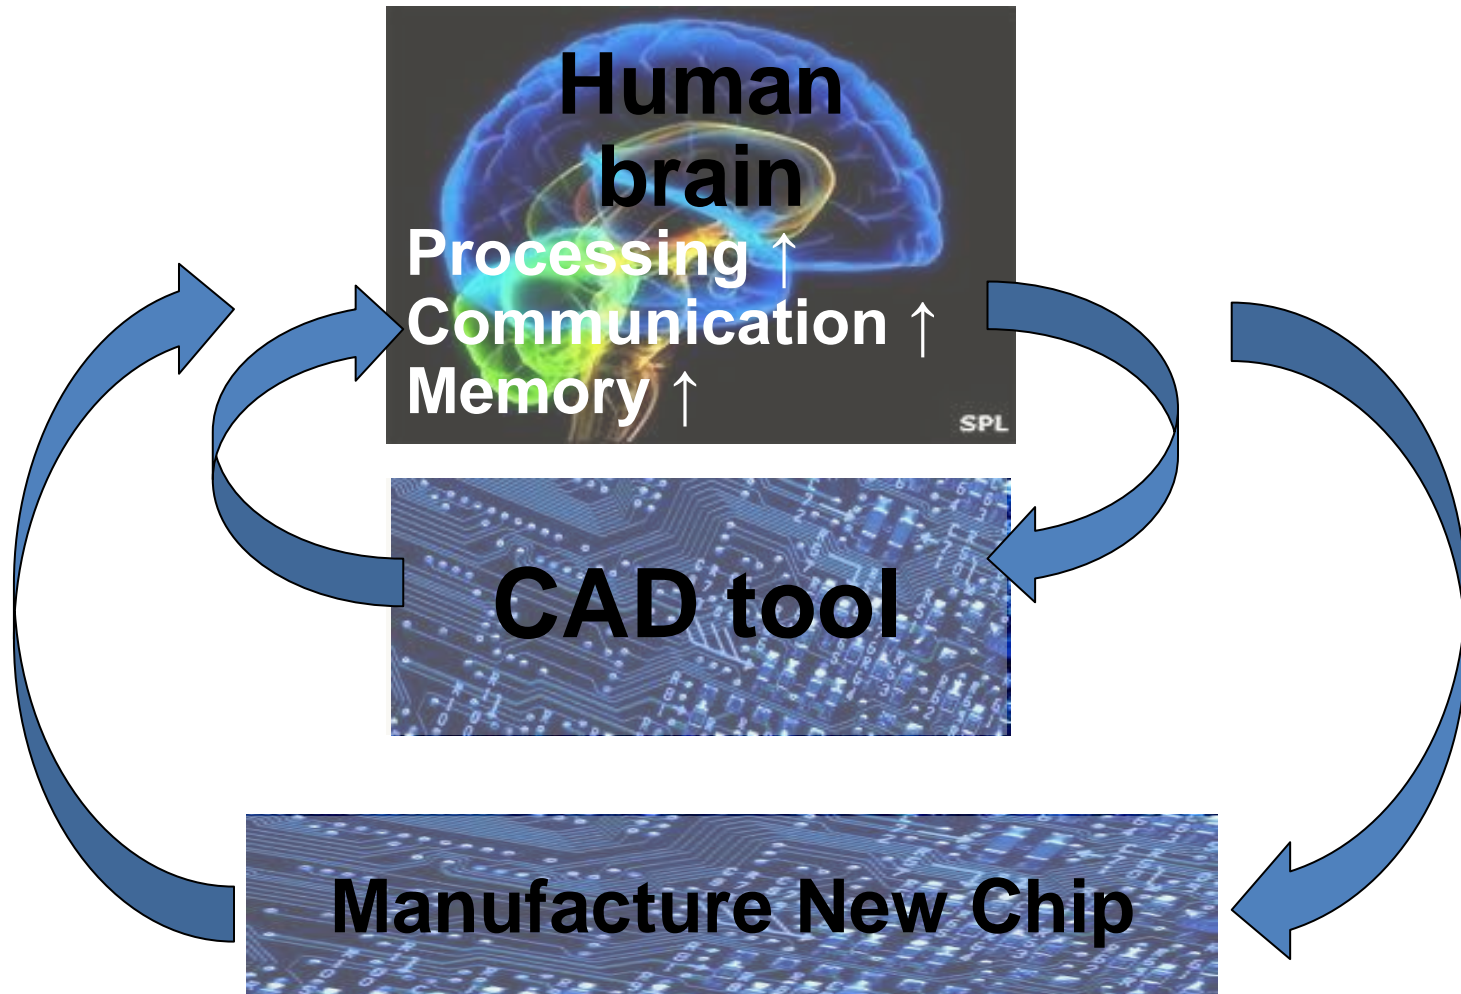 Human
brain
Processing ↑
Communication ↑
Memory ↑
SPL
CAD tool
Manufacture New Chip